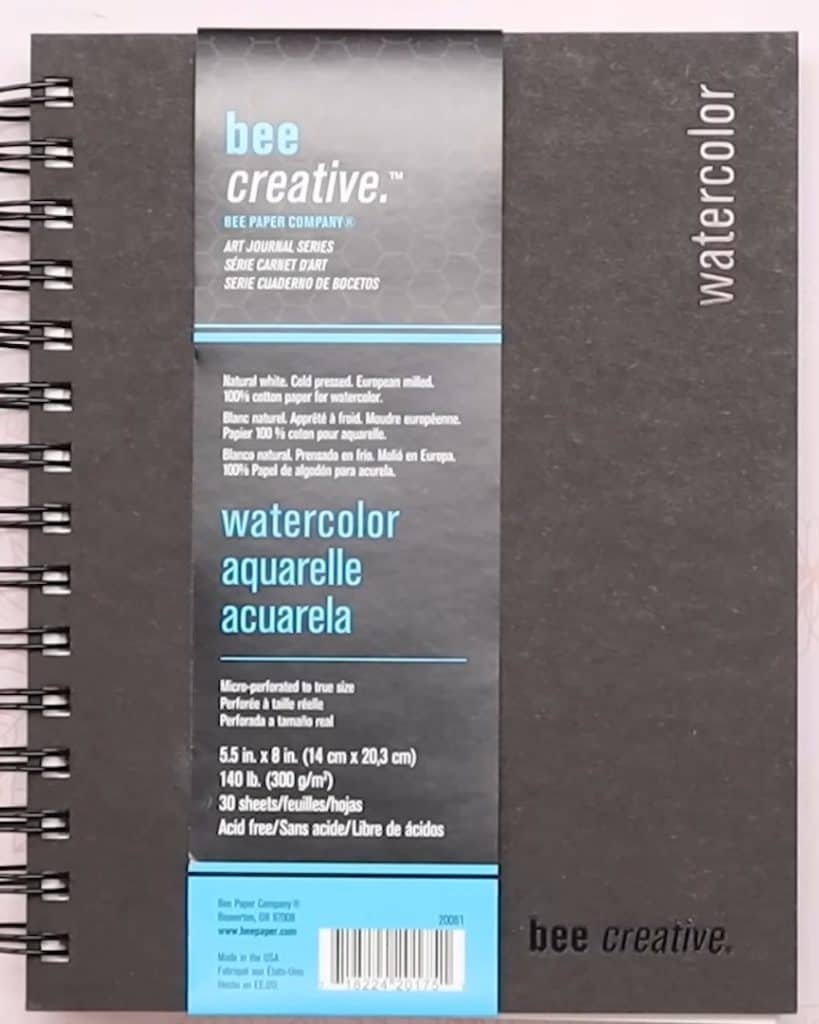 bee
creative.™
BEE PAPER COMPANY®
ART JOURNAL SERIES
SÉRIE CARNET D'ART
SERIE CUADERNO DE BOCETOS
Natural white. Cold pressed. European milled.
100% cotton paper for watercolor.
Blanc naturel. Apprêté à froid. Moudre européenne.
Papier 100 % coton pour aquarelle.
Blanco natural. Prensado en frío. Molió en Europa.
100% Papel de algodón para acurela.
watercolor
aquarelle
acuarela
Micro-perforated to true size
Perforée à taille réelle
Perforada a tamaño real
5.5 in. x 8 in. (14 cm x 20,3 cm)
140 lb. (300 g/m²)
30 sheets/feuilles/hojas
Acid free/Sans acide/Libre de ácidos
Bee Paper Company®
Beaverton, OR 97008
www.beepaper.com
Made in the USA
Fabriqué aux États-Unis
Hecho en EE.UU.
20061
watercolor
bee creative.